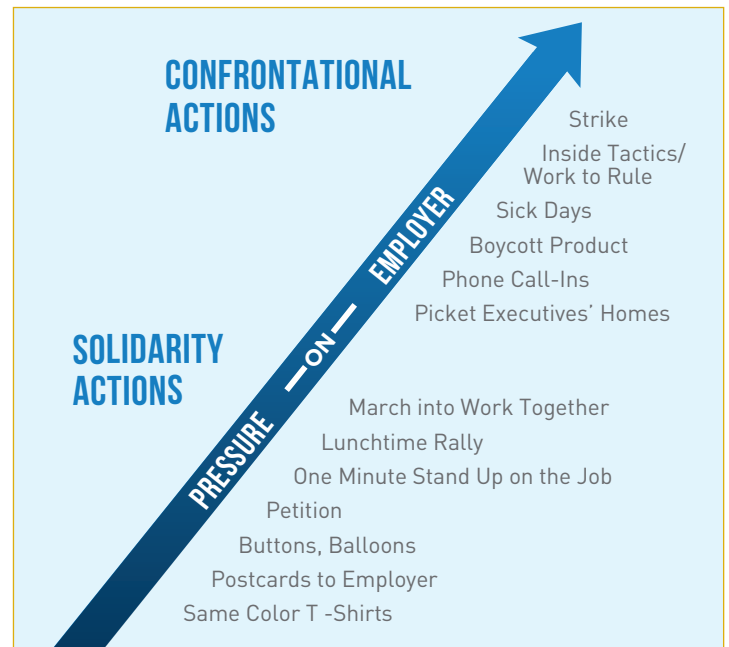 CONFRONTATIONAL
ACTIONS
Strike
Inside Tactics/
Work to Rule
Sick Days
Boycott Product
Phone Call-Ins
Picket Executives’ Homes
SOLIDARITY
ACTIONS
March into Work Together
Lunchtime Rally
One Minute Stand Up on the Job
Petition
Buttons, Balloons
Postcards to Employer
Same Color T -Shirts
PRESSURE —ON— EMPLOYER